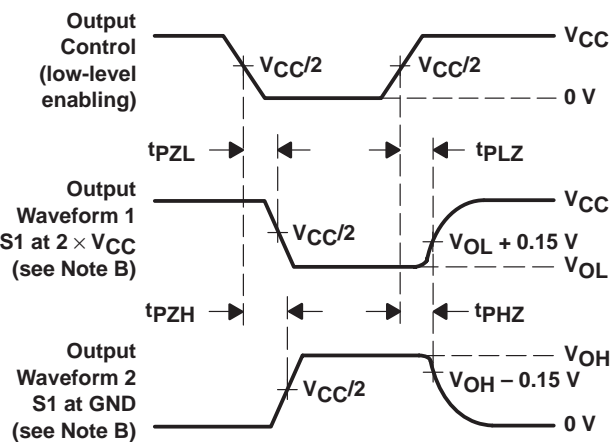 Output
Control
(low-level
enabling)
VCC/2
VCC/2
VCC
0 V
tPZL
tPLZ
Output
Waveform 1
S1 at 2 × VCC
(see Note B)
VCC/2
VCC
VOL + 0.15 V
VOL
tPZH
tPHZ
Output
Waveform 2
S1 at GND
(see Note B)
VCC/2
VOH
VOH – 0.15 V
0 V